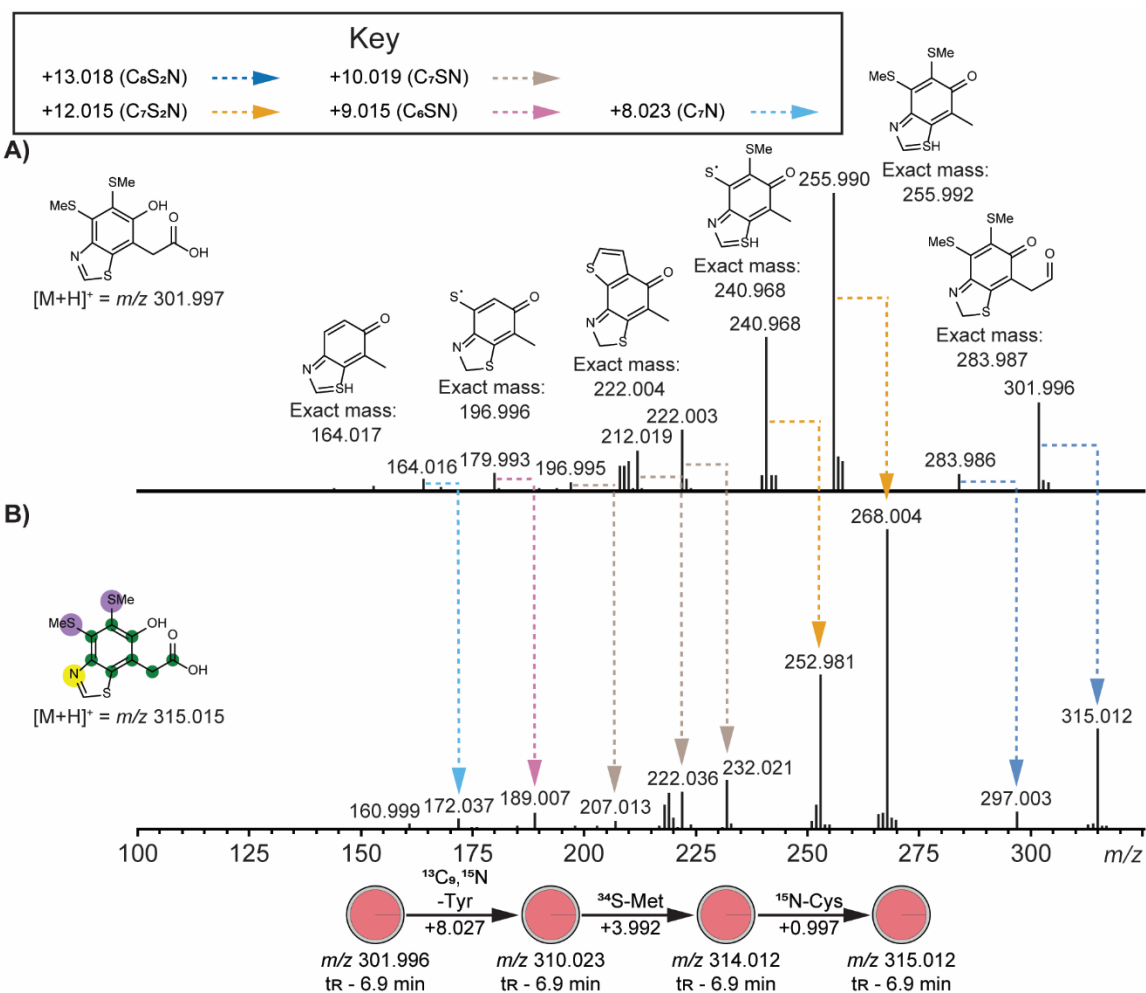 Key
+13.018 (C₈S₂N)
+10.019 (C₇SN)
+12.015 (C₇S₂N)
+9.015 (C₆SN)
+8.023 (C₇N)
A)
SMe
MeS
OH
O
OH
N
S
[M+H]⁺ = m/z 301.997
O
N
SH
Exact mass:
164.017
S•
O
N
S
Exact mass:
196.996
S
O
N
S
Exact mass:
222.004
SMe
S•
O
N
SH
Exact mass:
240.968
SMe
MeS
O
N
SH
Exact mass:
255.992
SMe
MeS
O
O
N
S
Exact mass:
283.987
164.016
179.993
196.995
212.019
222.003
240.968
255.990
283.986
301.996
B)
SMe
MeS
OH
O
OH
N
S
[M+H]⁺ = m/z 315.015
160.999
172.037
189.007
207.013
222.036
232.021
252.981
268.004
297.003
315.012
100 125 150 175 200 225 250 275 300 m/z
¹³C₉,¹⁵N
-Tyr
+8.027
³⁴S-Met
+3.992
¹⁵N-Cys
+0.997
m/z 301.996
tR - 6.9 min
m/z 310.023
tR - 6.9 min
m/z 314.012
tR - 6.9 min
m/z 315.012
tR - 6.9 min